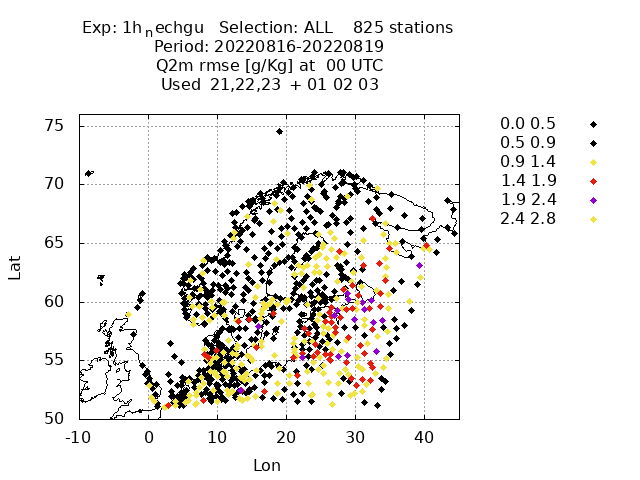 Exp: 1h n echgu Selection: ALL 825 stations
Period: 20220816-20220819
Q2m rmse [g/Kg] at 00 UTC
Used 21,22,23 + 01 02 03
75
70
65
60
55
50
-10 0 10 20 30 40
Lat
Lon
0.0 0.5
0.5 0.9
0.9 1.4
1.4 1.9
1.9 2.4
2.4 2.8